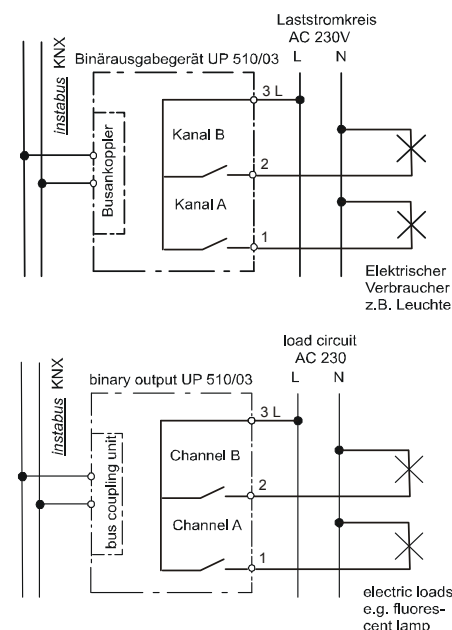 Laststromkreis
AC 230V
Binärausgabegerät UP 510/03
L
N
instabus KNX
3 L
Busankoppler
Kanal B
2
Kanal A
1
Elektrischer
Verbraucher
z.B. Leuchte
load circuit
AC 230
binary output UP 510/03
L
N
instabus KNX
3 L
bus coupling unit
Channel B
2
Channel A
1
electric loads
e.g. fluores-
cent lamp